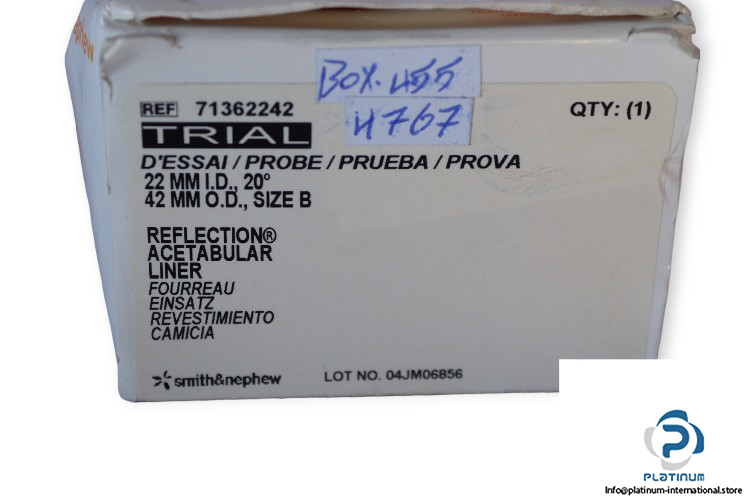 nephew
BOX. 455
4767
REF 71362242
QTY: (1)
TRIAL
D'ESSAI / PROBE / PRUEBA / PROVA
22 MM I.D., 20°
42 MM O.D., SIZE B
REFLECTION®
ACETABULAR
LINER
FOURREAU
EINSATZ
REVESTIMIENTO
CAMICIA
smith&nephew
LOT NO. 04JM06856
PLATINUM
Info@platinum-international.store